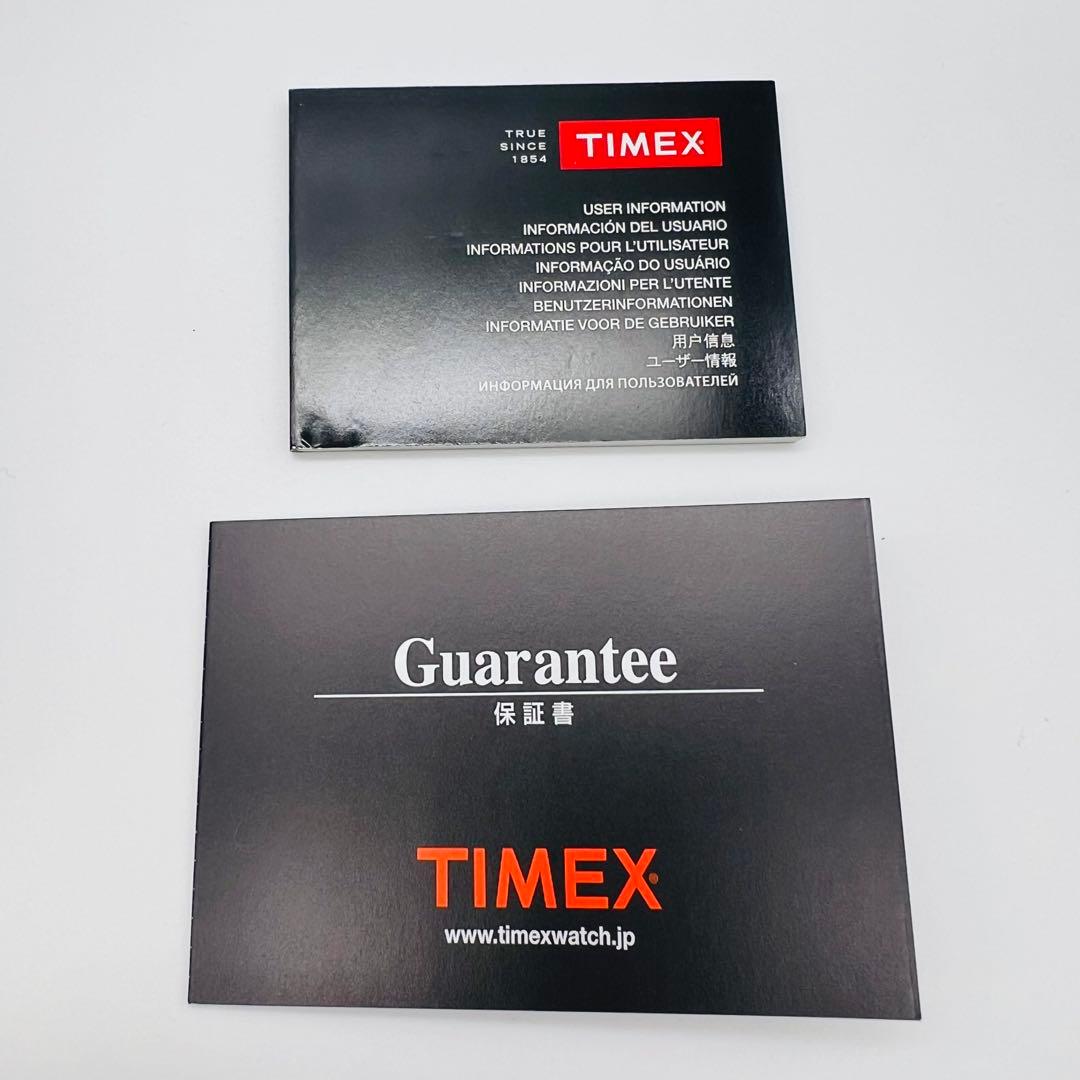 TRUE
SINCE
1854
TIMEX®
USER INFORMATION
INFORMACIÓN DEL USUARIO
INFORMATIONS POUR L'UTILISATEUR
INFORMAÇÃO DO USUÁRIO
INFORMAZIONI PER L'UTENTE
BENUTZERINFORMATIONEN
INFORMATIE VOOR DE GEBRUIKER
用户信息
ユーザー情報
ИНФОРМАЦИЯ ДЛЯ ПОЛЬЗОВАТЕЛЕЙ
Guarantee
保証書
TIMEX®
www.timexwatch.jp